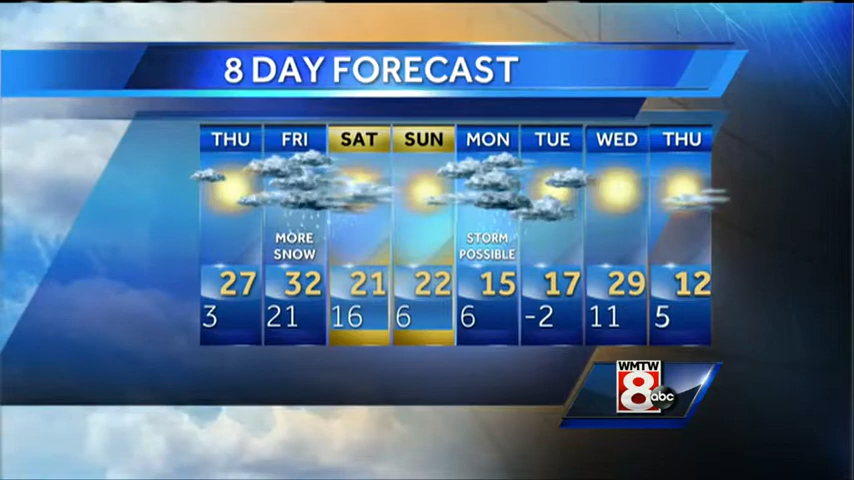 8 DAY FORECAST
THU FRI SAT SUN MON TUE WED THU
MORE
SNOW
STORM
POSSIBLE
27 32 21 22 15 17 29 12
3 21 16 6 6 -2 11 5
WMTW
8
abc